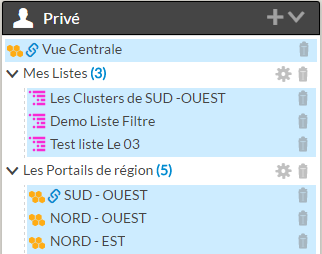 Privé
Vue Centrale
Mes Listes (3)
Les Clusters de SUD -OUEST
Demo Liste Filtre
Test liste Le 03
Les Portails de région (5)
SUD - OUEST
NORD - OUEST
NORD - EST